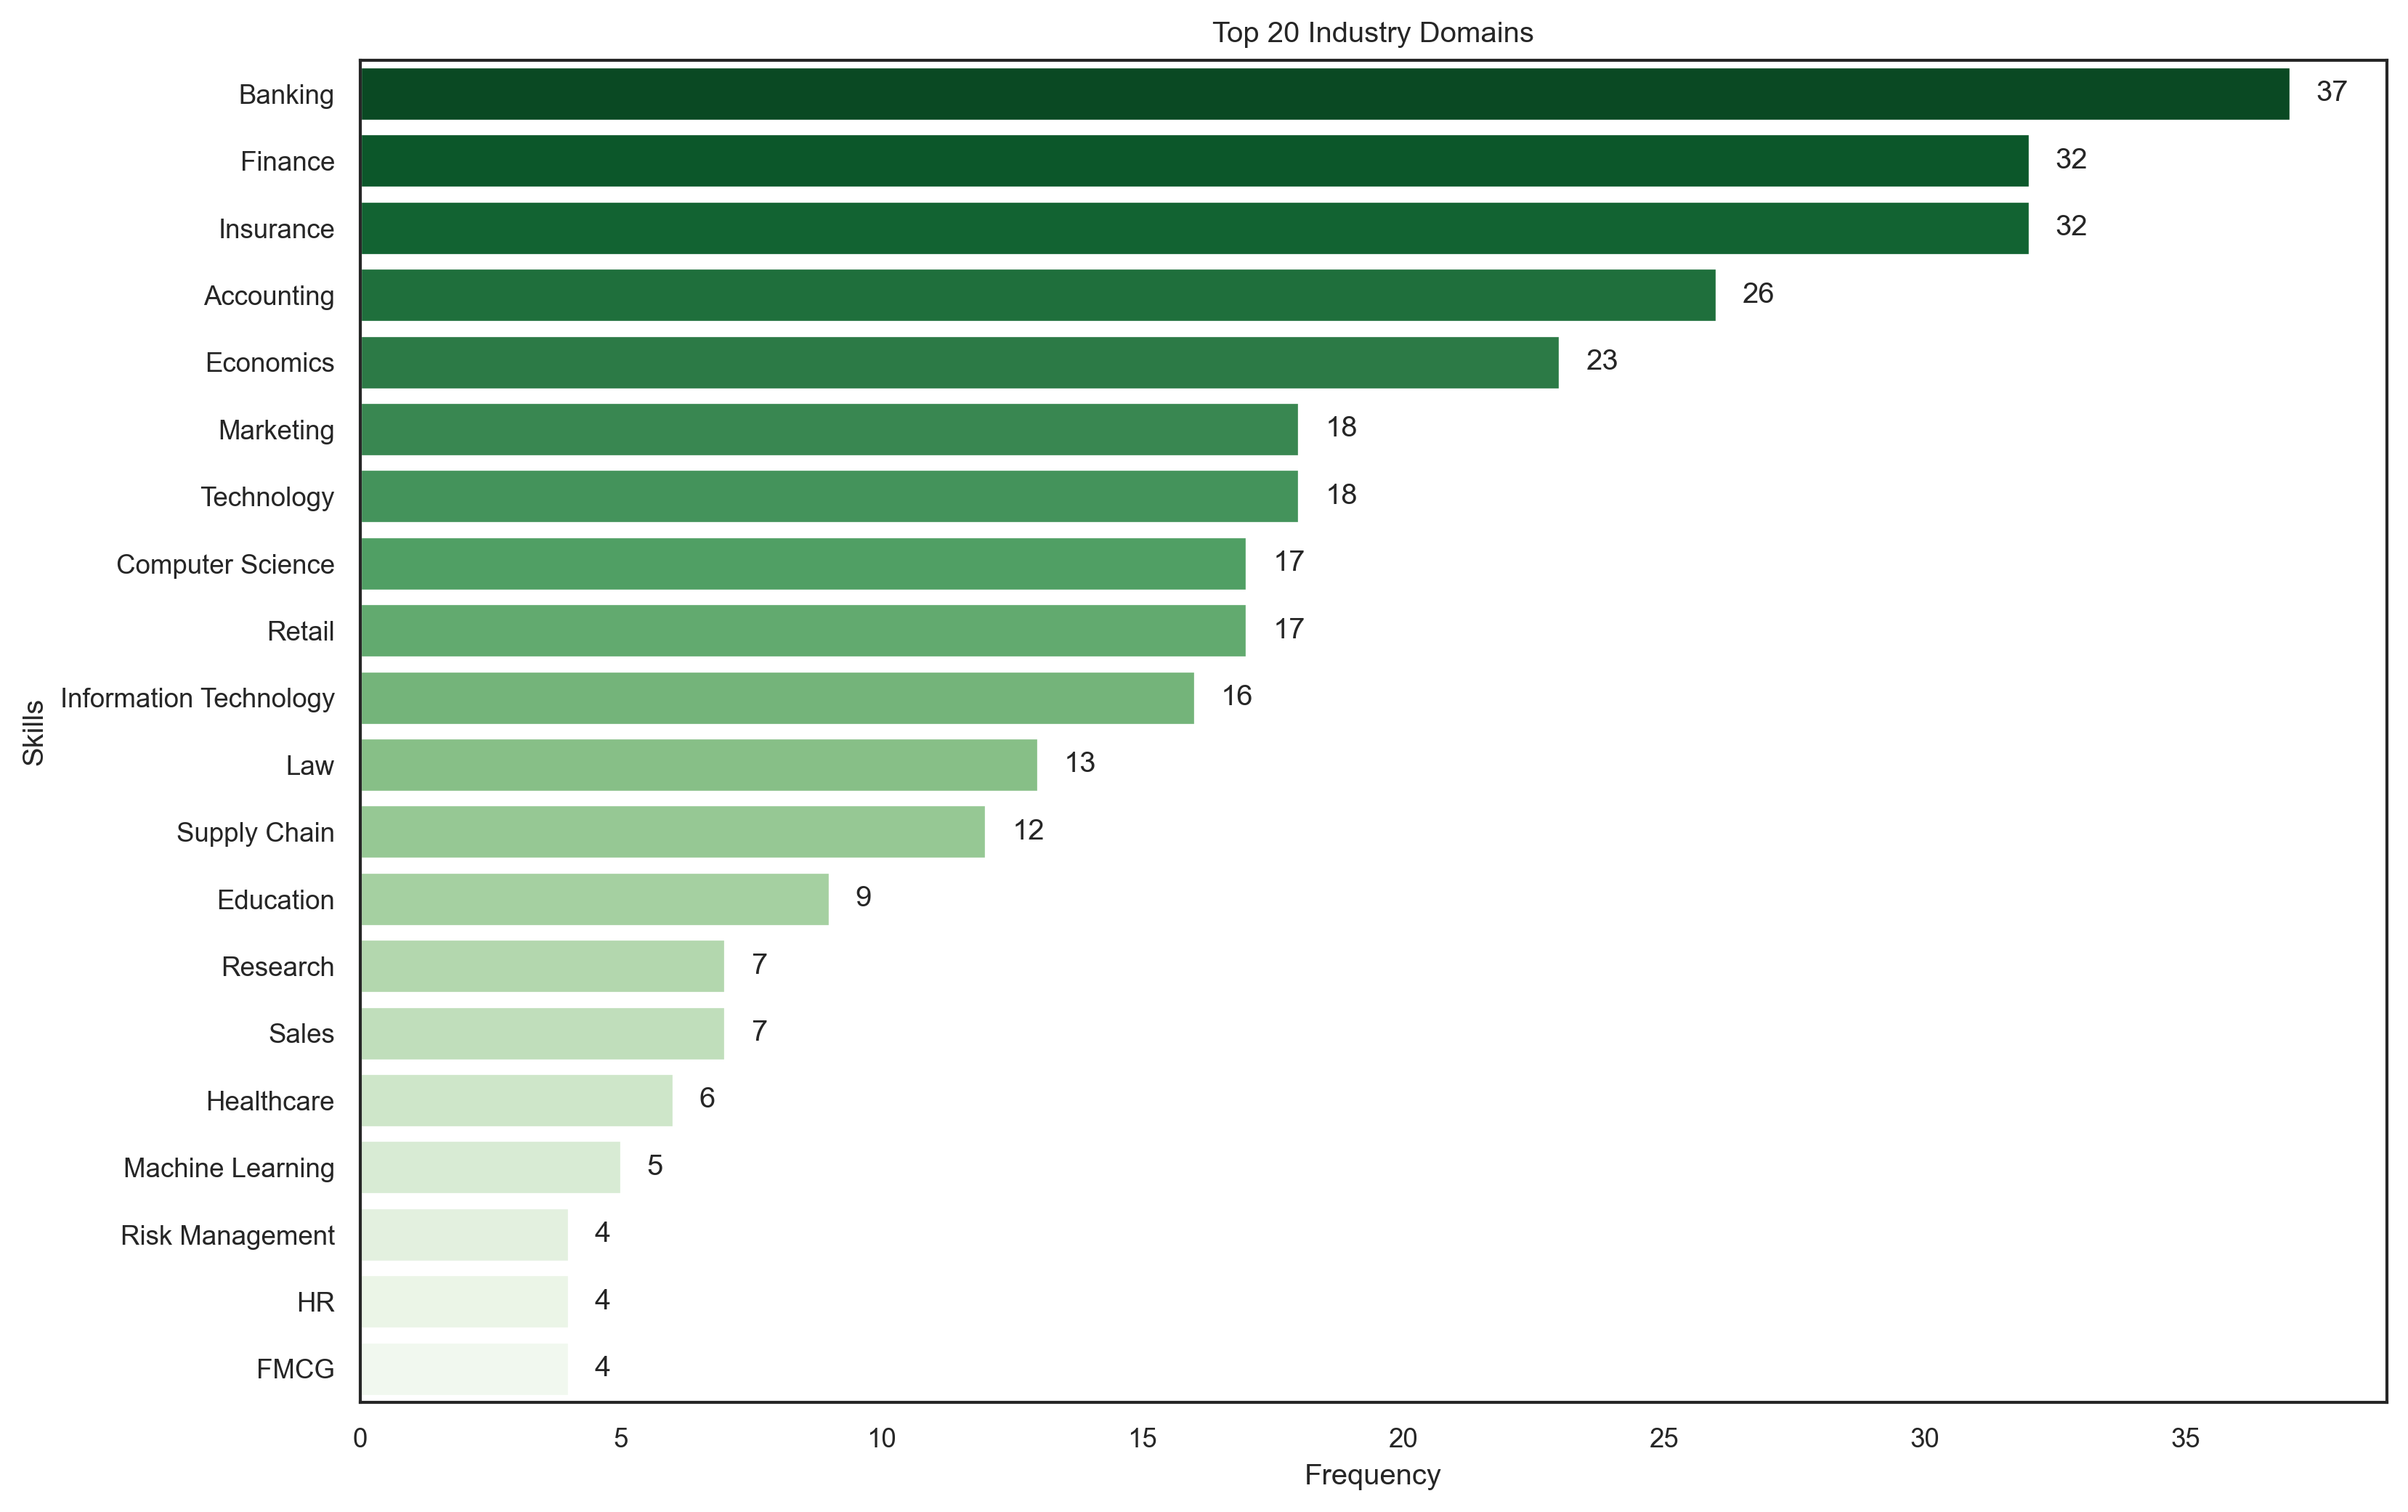 Top 20 Industry Domains
Banking 37
Finance 32
Insurance 32
Accounting 26
Economics 23
Marketing 18
Technology 18
Computer Science 17
Retail 17
Information Technology 16
Law 13
Supply Chain 12
Education 9
Research 7
Sales 7
Healthcare 6
Machine Learning 5
Risk Management 4
HR 4
FMCG 4
Skills
0 5 10 15 20 25 30 35
Frequency